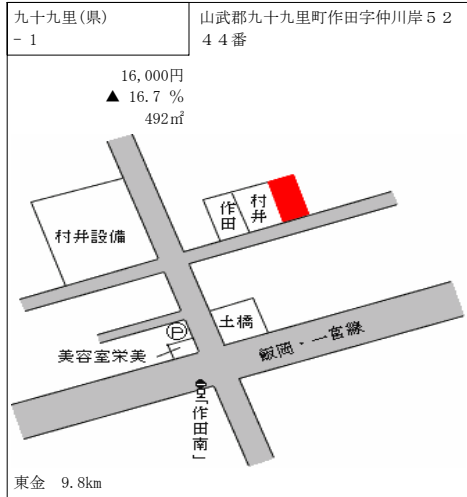 九十九里(県)
- 1
山武郡九十九里町作田字仲川岸52
44番
16,000円
▲ 16.7 %
492㎡
村井設備
作田
村井
土橋
P
美容室栄美
飯岡・一宮線
「作田南」
東金 9.8km